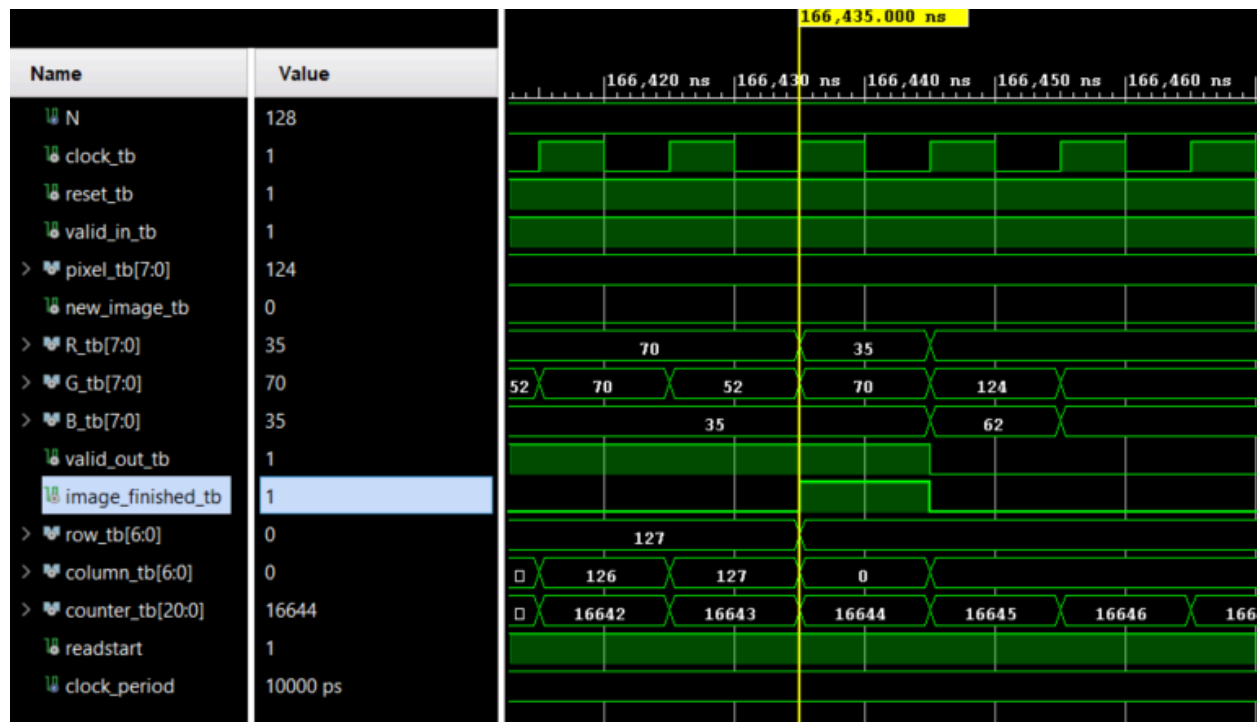 166,435.000 ns
Name Value
166,420 ns 166,430 ns 166,440 ns 166,450 ns 166,460 ns
N 128
clock_tb 1
reset_tb 1
valid_in_tb 1
pixel_tb[7:0] 124
new_image_tb 0
R_tb[7:0] 35 70 35
G_tb[7:0] 70 52 70 52 70 124
B_tb[7:0] 35 35 62
valid_out_tb 1
image_finished_tb 1
row_tb[6:0] 0 127
column_tb[6:0] 0 126 127 0
counter_tb[20:0] 16644 16642 16643 16644 16645 16646 166
readstart 1
clock_period 10000 ps